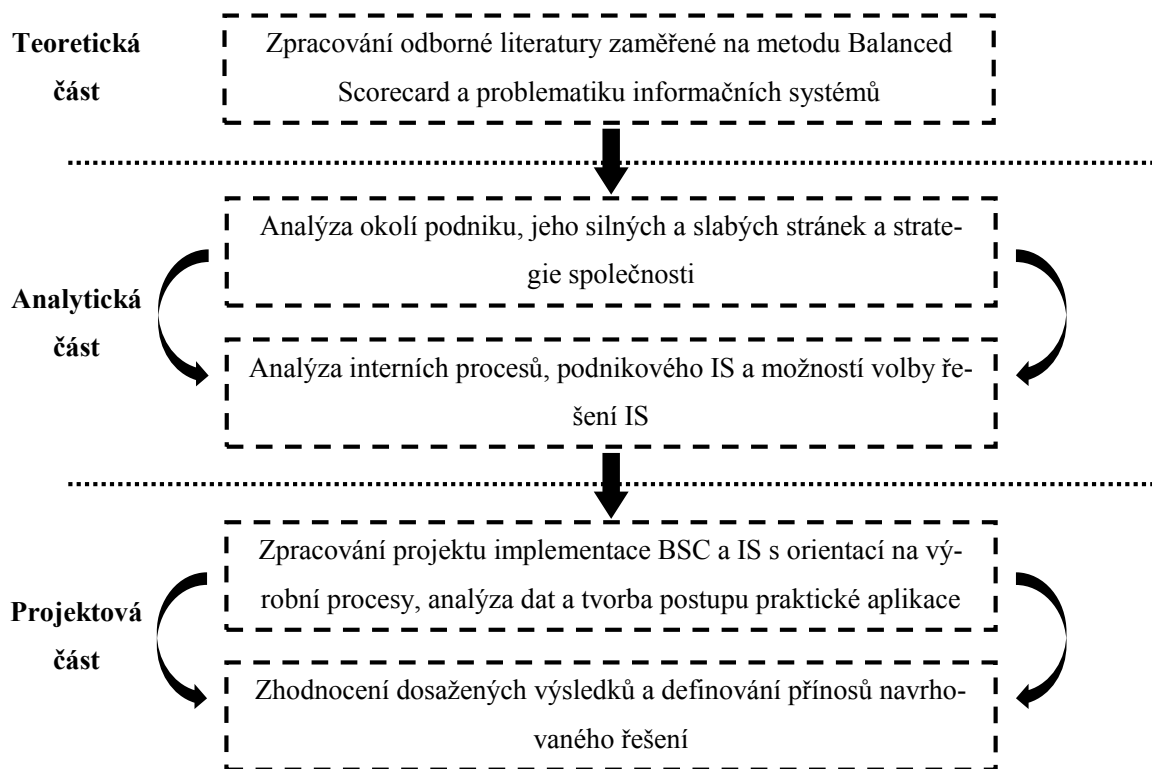 Teoretická
část
Zpracování odborné literatury zaměřené na metodu Balanced
Scorecard a problematiku informačních systémů
Analytická
část
Analýza okolí podniku, jeho silných a slabých stránek a strate-
gie společnosti
Analýza interních procesů, podnikového IS a možností volby ře-
šení IS
Projektová
část
Zpracování projektu implementace BSC a IS s orientací na vý-
robní procesy, analýza dat a tvorba postupu praktické aplikace
Zhodnocení dosažených výsledků a definování přínosů navrho-
vaného řešení